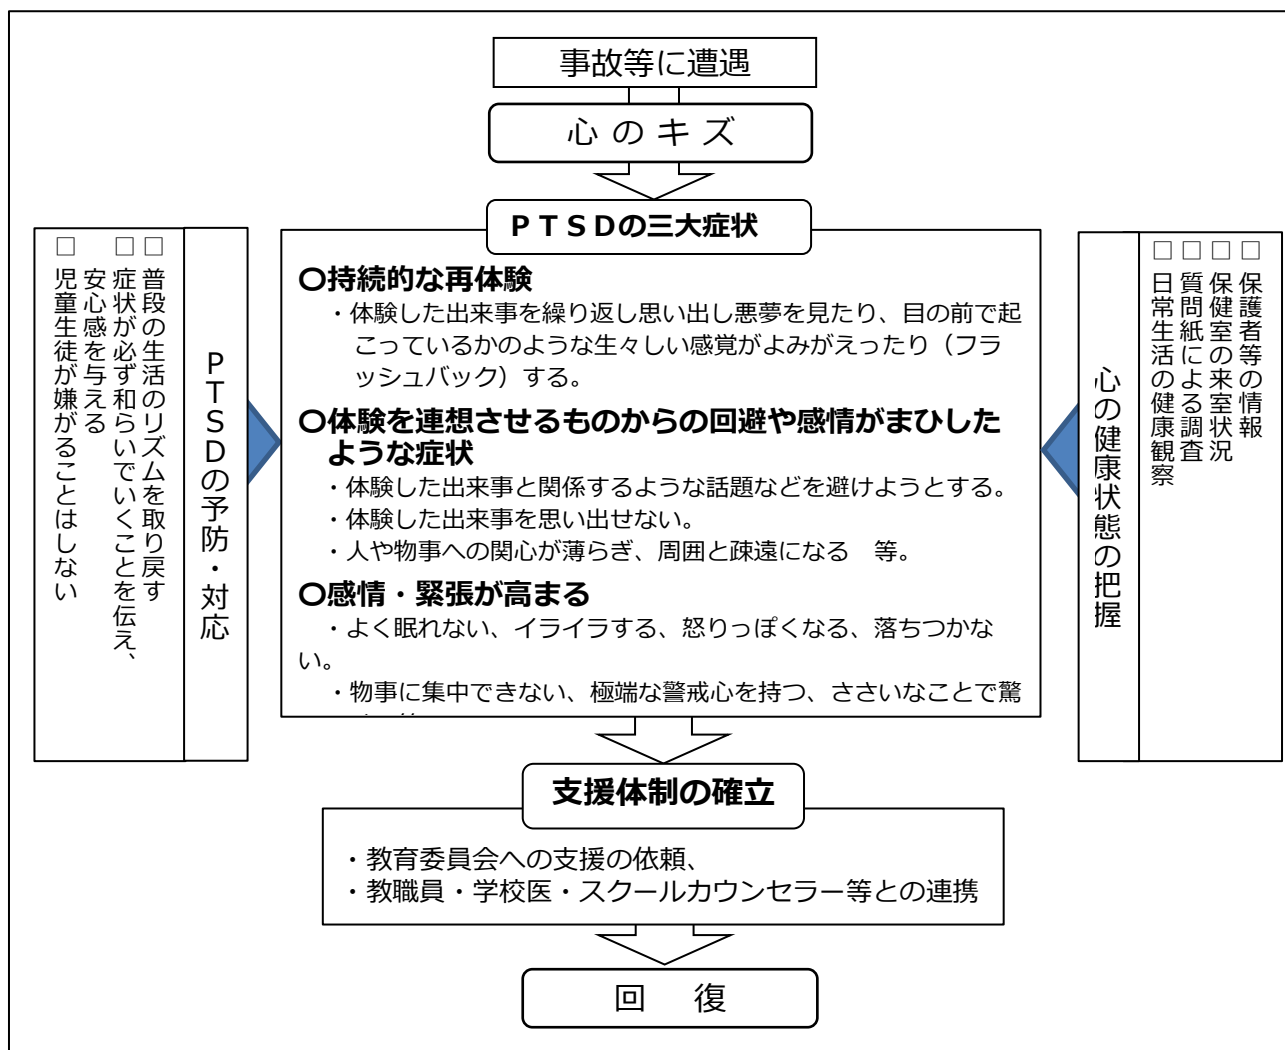 事故等に遭遇
心のキズ
ＰＴＳＤの三大症状
〇持続的な再体験
・体験した出来事を繰り返し思い出し悪夢を見たり、目の前で起
こっているかのような生々しい感覚がよみがえったり（フラ
ッシュバック）する。
〇体験を連想させるものからの回避や感情がまひした
ような症状
・体験した出来事と関係するような話題などを避けようとする。
・体験した出来事を思い出せない。
・人や物事への関心が薄らぎ、周囲と疎遠になる　等。
〇感情・緊張が高まる
・よく眠れない、イライラする、怒りっぽくなる、落ちつかな
い。
・物事に集中できない、極端な警戒心を持つ、ささいなことで驚
ＰＴＳＤの予防・対応
□ 普段の生活のリズムを取り戻す
□ 症状が必ず和らいでいくことを伝え、
安心感を与える
□ 児童生徒が嫌がることはしない
心の健康状態の把握
□ 保護者等の情報
□ 保健室の来室状況
□ 質問紙による調査
□ 日常生活の健康観察
支援体制の確立
・教育委員会への支援の依頼、
・教職員・学校医・スクールカウンセラー等との連携
回　復